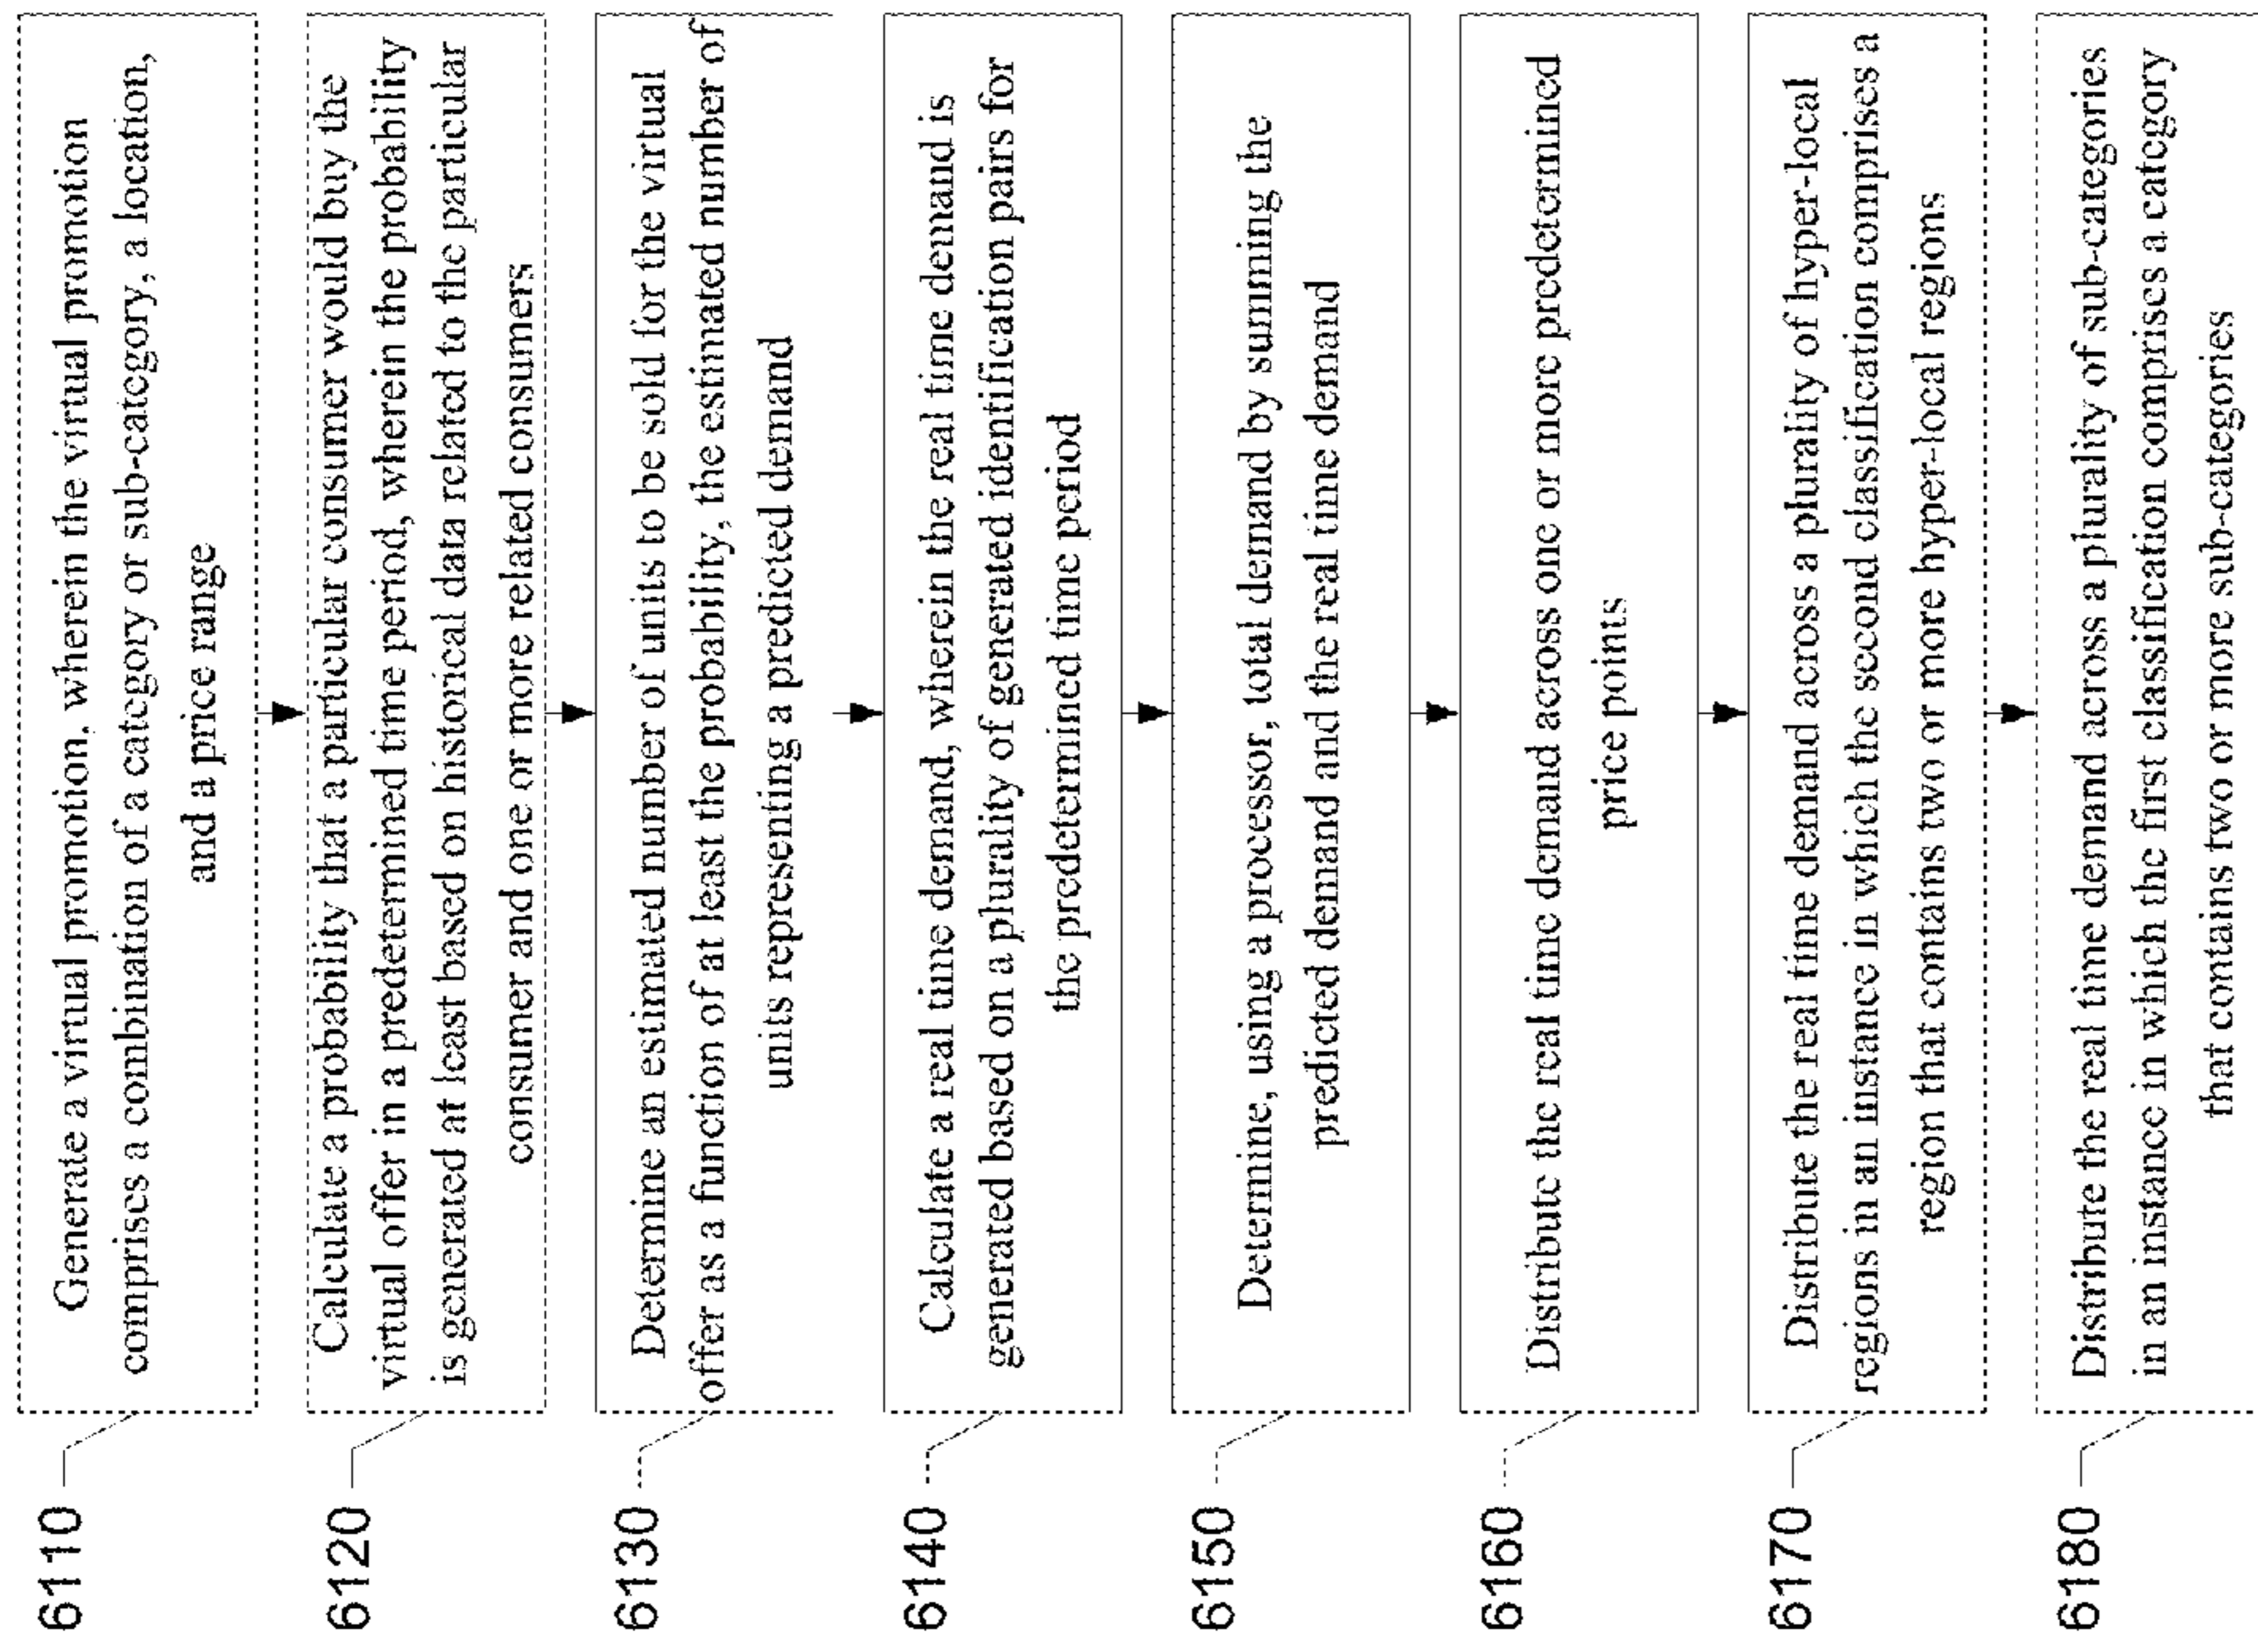 6110
Generate a virtual promotion, wherein the virtual promotion
comprises a combination of a category or sub-category, a location,
and a price range
6120
Calculate a probability that a particular consumer would buy the
virtual offer in a predetermined time period, wherein the probability
is generated at least based on historical data related to the particular
consumer and one or more related consumers
6130
Determine an estimated number of units to be sold for the virtual
offer as a function of at least the probability, the estimated number of
units representing a predicted demand
6140
Calculate a real time demand, wherein the real time demand is
generated based on a plurality of generated identification pairs for
the predetermined time period
6150
Determine, using a processor, total demand by summing the
predicted demand and the real time demand
6160
Distribute the real time demand across one or more predetermined
price points
6170
Distribute the real time demand across a plurality of hyper-local
regions in an instance in which the second classification comprises a
region that contains two or more hyper-local regions
6180
Distribute the real time demand across a plurality of sub-categories
in an instance in which the first classification comprises a category
that contains two or more sub-categories